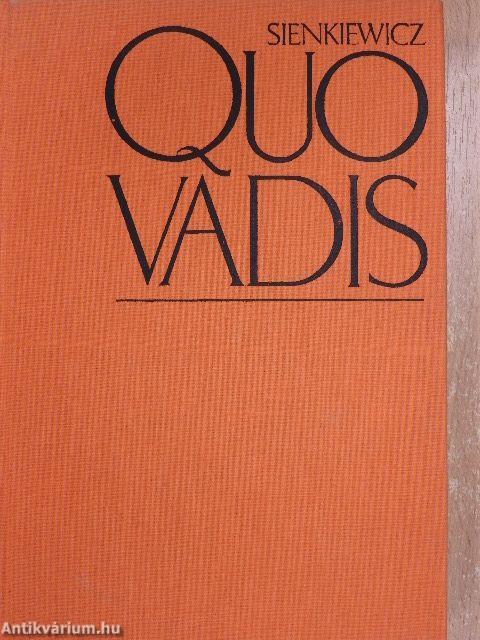 SIENKIEWICZ
QUO
VADIS
Antikvárium.hu